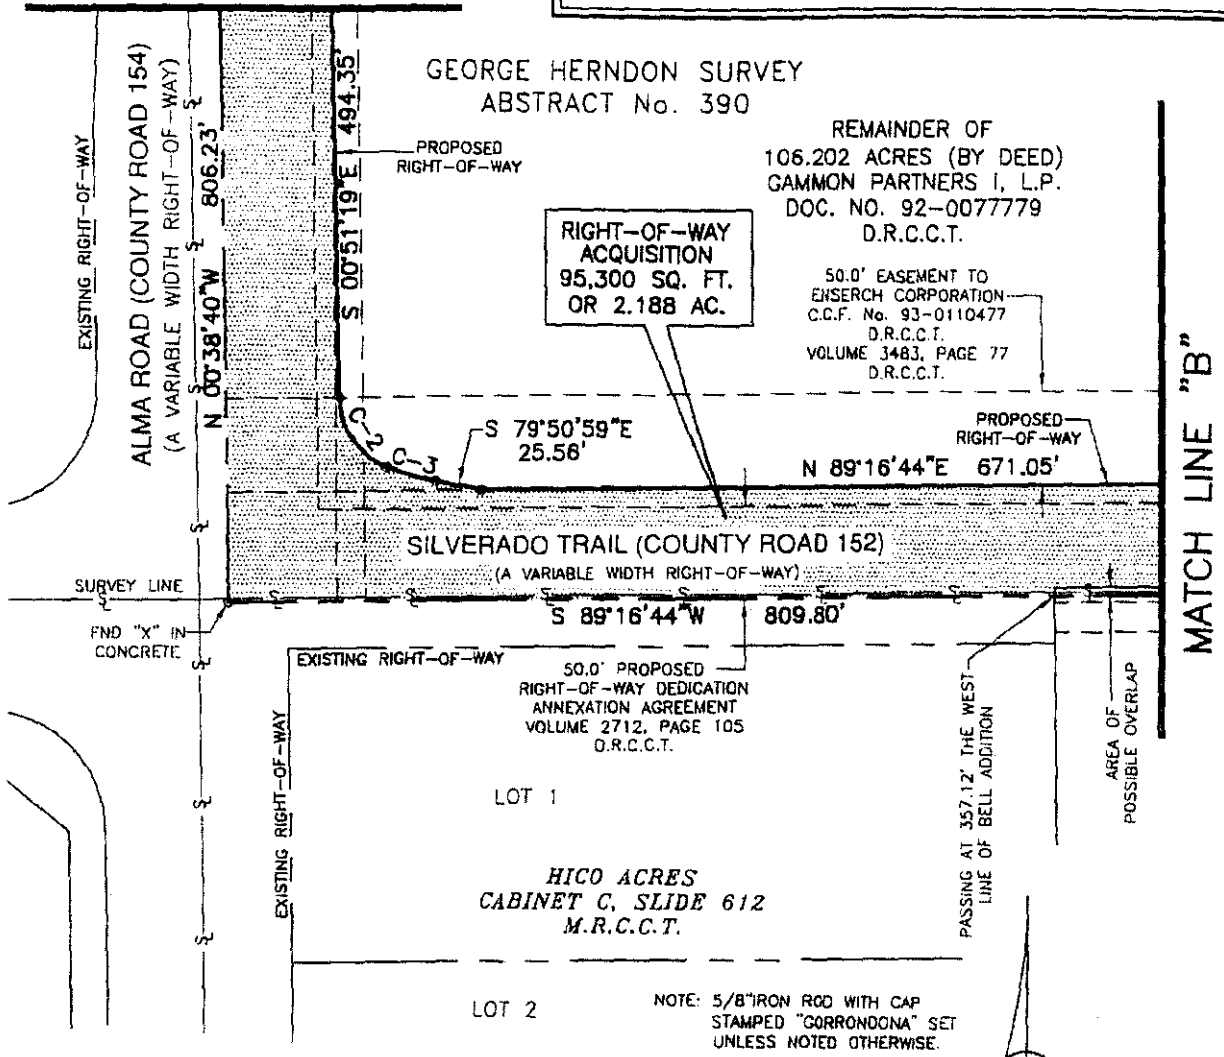 GEORGE HERNDON SURVEY
ABSTRACT No. 390
ALMA ROAD (COUNTY ROAD 154)
(A VARIABLE WIDTH RIGHT-OF-WAY)
EXISTING RIGHT-OF-WAY
N 00°38'40"W 806.23'
S 00°51'19"E 494.35'
PROPOSED
RIGHT-OF-WAY
REMAINDER OF
106.202 ACRES (BY DEED)
GAMMON PARTNERS I, L.P.
DOC. NO. 92-0077779
D.R.C.C.T.
RIGHT-OF-WAY
ACQUISITION
95,300 SQ. FT.
OR 2.188 AC.
50.0' EASEMENT TO
ENSERCH CORPORATION
C.C.F. No. 93-0110477
D.R.C.C.T.
VOLUME 3483, PAGE 77
D.R.C.C.T.
MATCH LINE "B"
C-2
C-3
S 79°50'59"E
25.58'
PROPOSED
RIGHT-OF-WAY
N 89°16'44"E 671.05'
SILVERADO TRAIL (COUNTY ROAD 152)
(A VARIABLE WIDTH RIGHT-OF-WAY)
SURVEY LINE
S 89°16'44"W 809.80'
FND "X" IN
CONCRETE
EXISTING RIGHT-OF-WAY
50.0' PROPOSED
RIGHT-OF-WAY DEDICATION
ANNEXATION AGREEMENT
VOLUME 2712, PAGE 105
D.R.C.C.T.
EXISTING RIGHT-OF-WAY
PASSING AT 357.12' THE WEST
LINE OF BELL ADDITION
AREA OF
POSSIBLE OVERLAP
LOT 1
HICO ACRES
CABINET C, SLIDE 612
M.R.C.C.T.
LOT 2
NOTE: 5/8"IRON ROD WITH CAP
STAMPED "GORRONDONA" SET
UNLESS NOTED OTHERWISE.